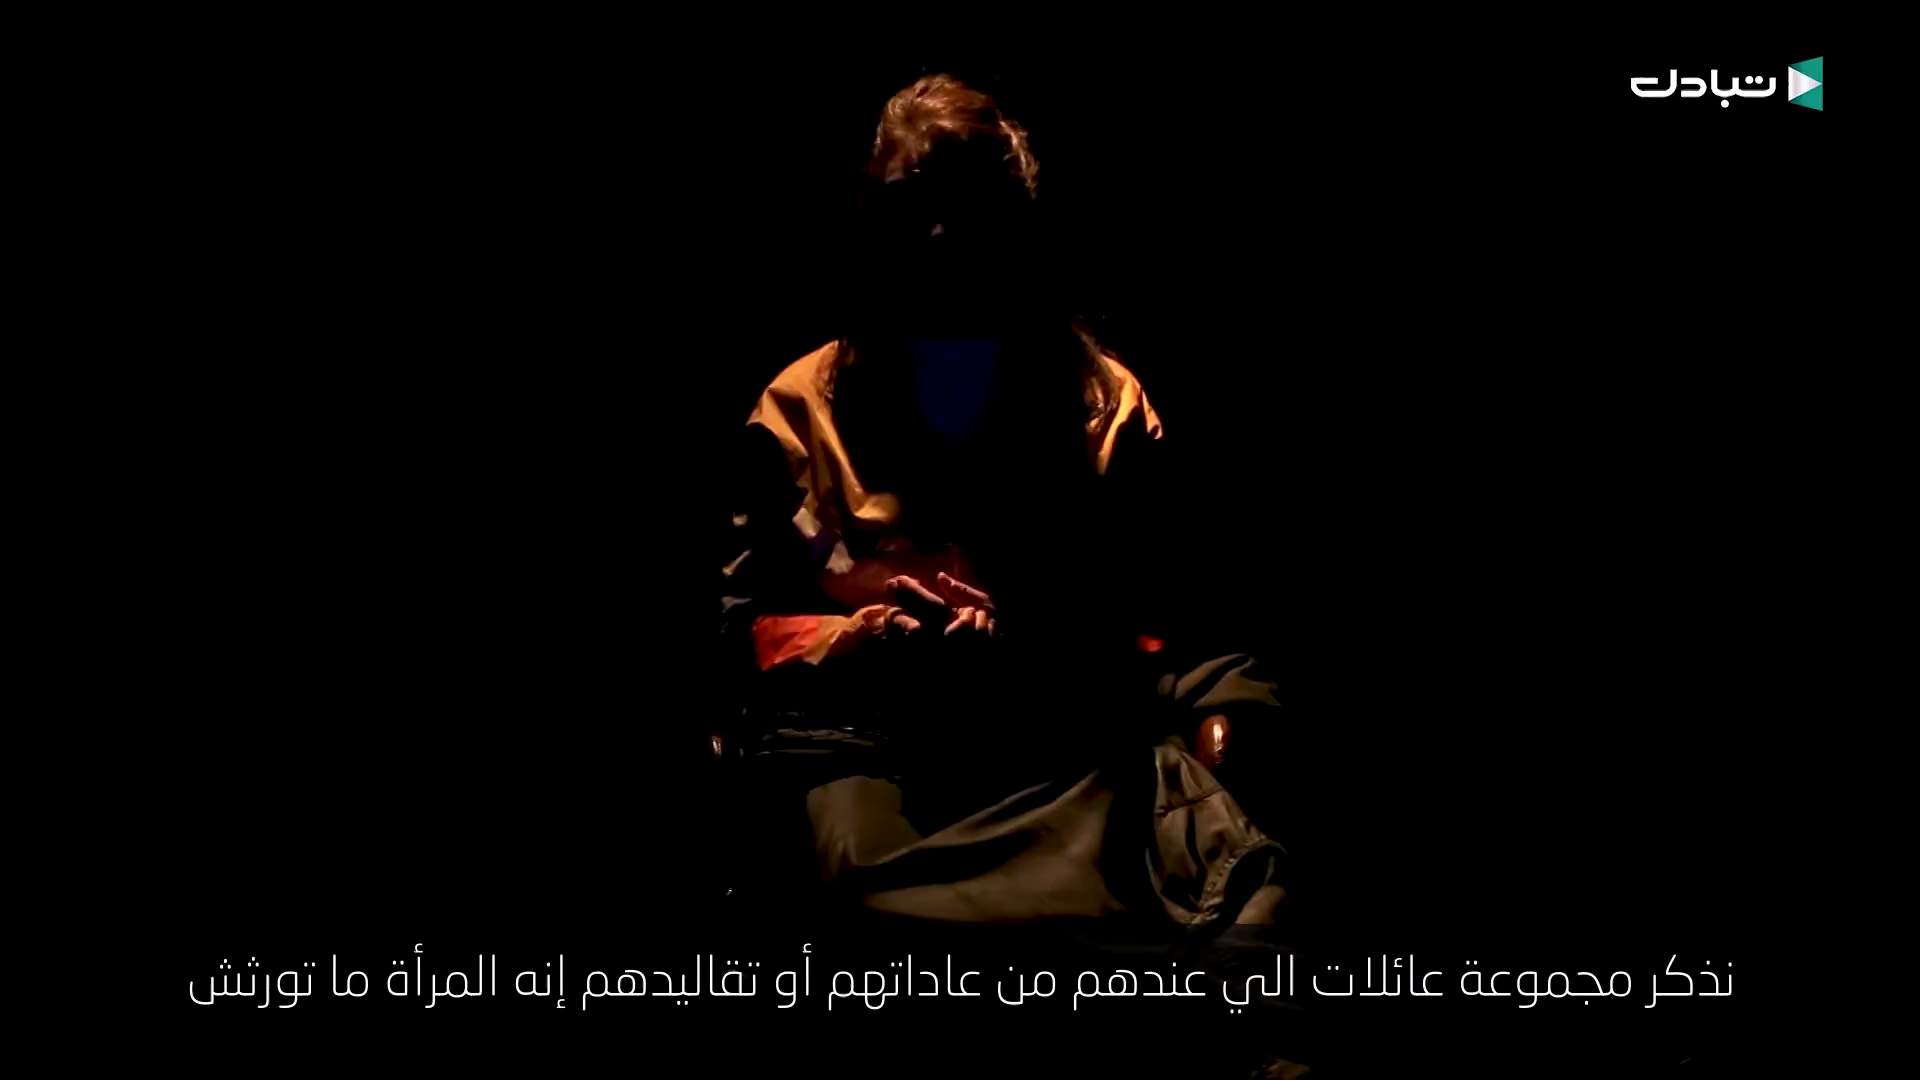 تبادل
نذكر مجموعة عائلات الي عندهم من عاداتهم أو تقاليدهم إنه المرأة ما تورثش